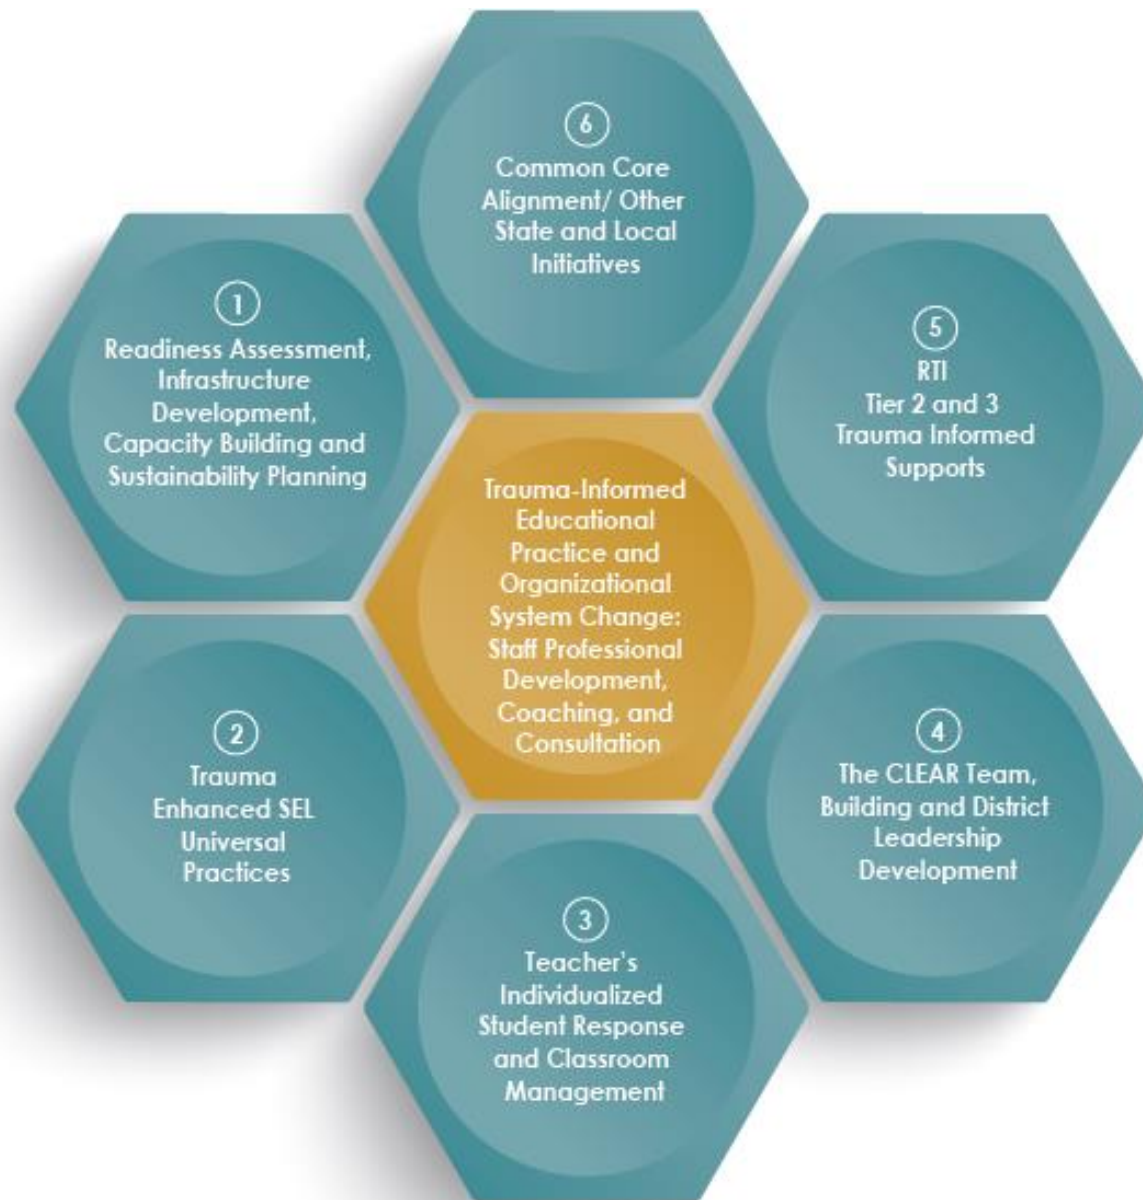 6
Common Core
Alignment/ Other
State and Local
Initiatives
1
Readiness Assessment,
Infrastructure
Development,
Capacity Building and
Sustainability Planning
5
RTI
Tier 2 and 3
Trauma Informed
Supports
Trauma-Informed
Educational
Practice and
Organizational
System Change:
Staff Professional
Development,
Coaching, and
Consultation
2
Trauma
Enhanced SEL
Universal
Practices
4
The CLEAR Team,
Building and District
Leadership
Development
3
Teacher's
Individualized
Student Response
and Classroom
Management